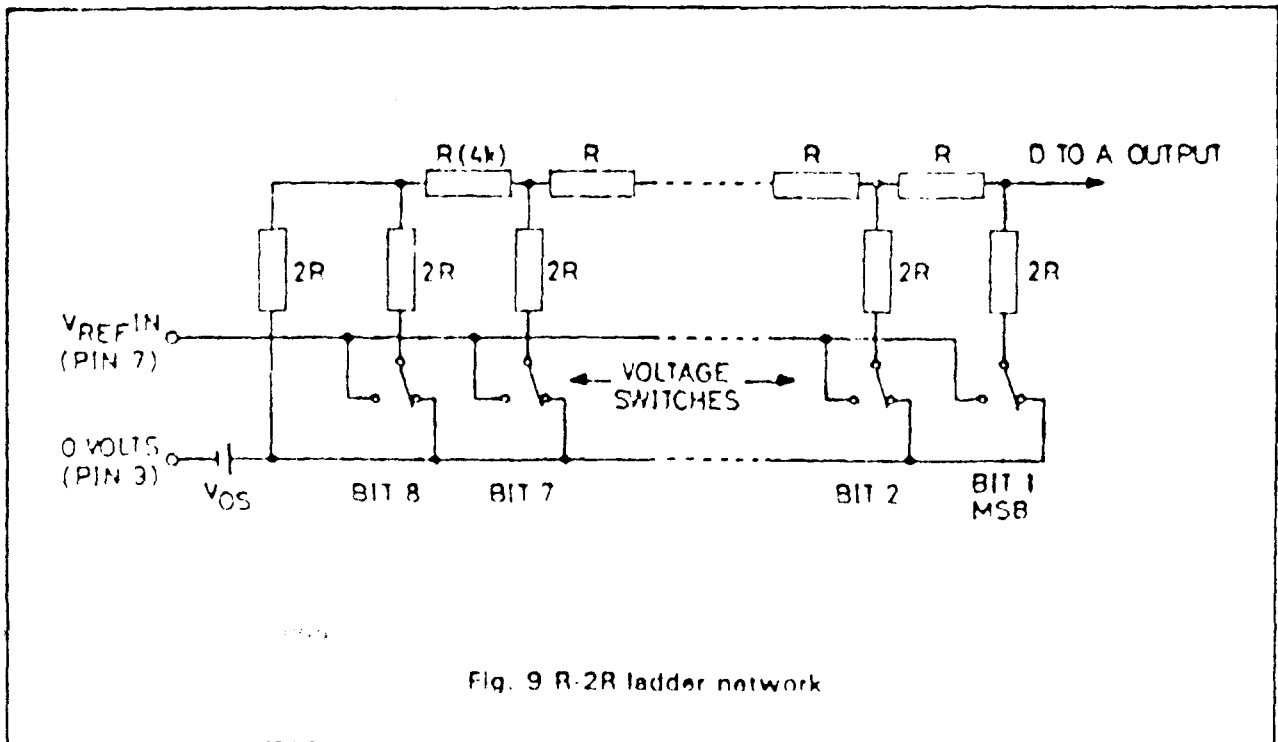 R(4k) R R R D TO A OUTPUT
2R 2R 2R 2R 2R
VREF IN
(PIN 7)
VOLTAGE
SWITCHES
0 VOLTS
(PIN 3)
VOS
BIT 8 BIT 7 BIT 2 BIT 1
MSB
Fig. 9 R-2R ladder network